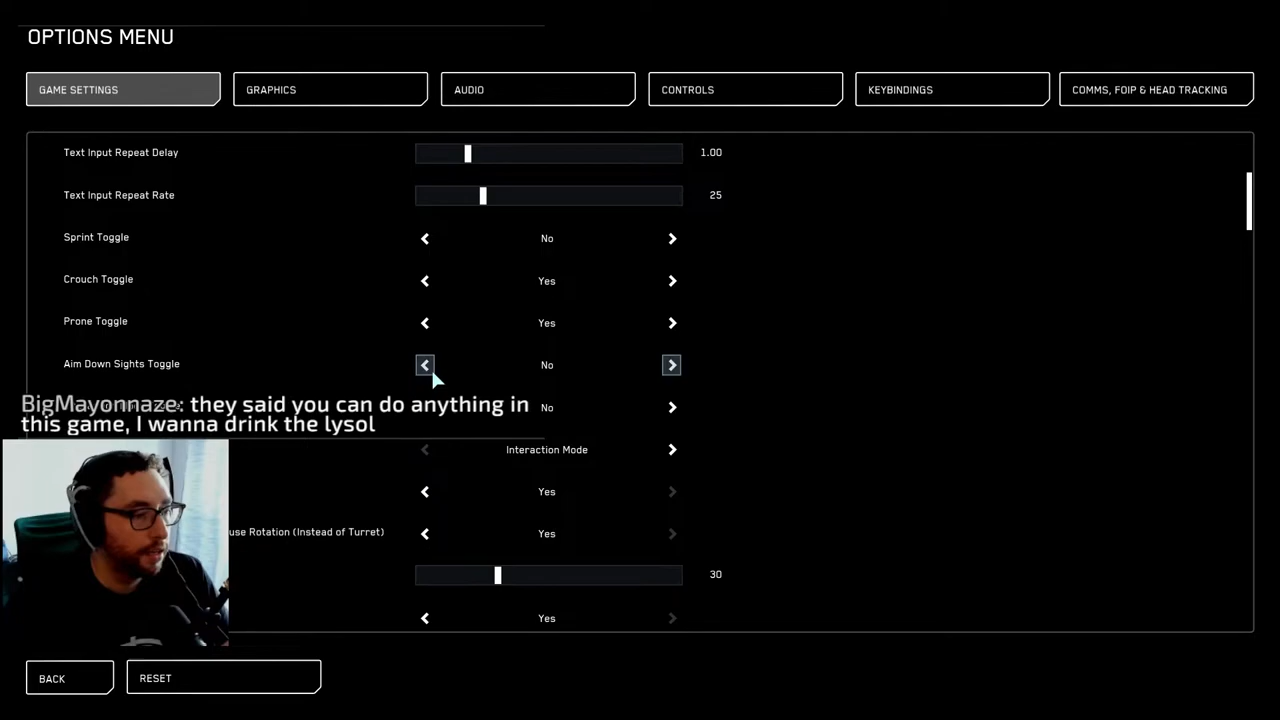 OPTIONS MENU
GAME SETTINGS
GRAPHICS
AUDIO
CONTROLS
KEYBINDINGS
COMMS, FOIP & HEAD TRACKING
Text Input Repeat Delay
1.00
Text Input Repeat Rate
25
Sprint Toggle
No
Crouch Toggle
Yes
Prone Toggle
Yes
Aim Down Sights Toggle
No
BigMayonnaze: they said you can do anything in
this game, I wanna drink the lysol
No
Interaction Mode
Yes
use Rotation (Instead of Turret)
Yes
30
Yes
BACK
RESET